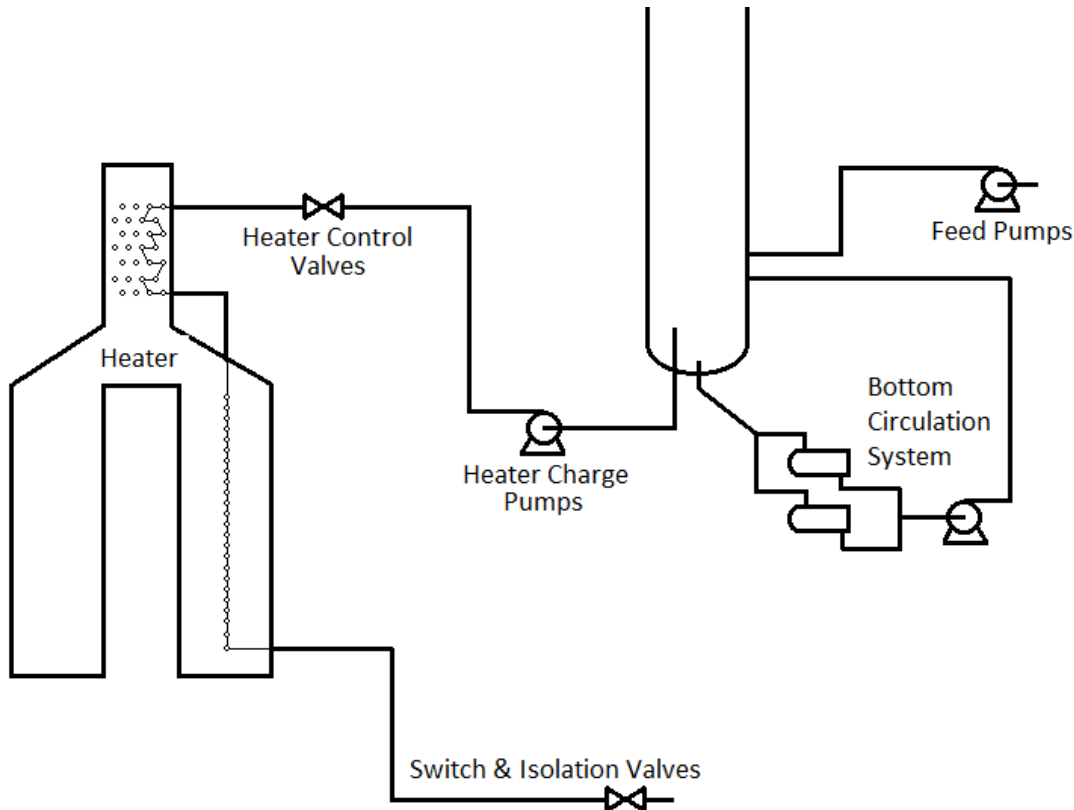 Feed Pumps
Heater Control
Valves
Heater
Bottom
Circulation
System
Heater Charge
Pumps
Switch & Isolation Valves